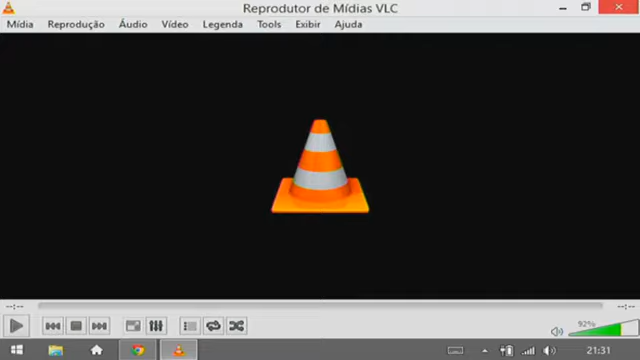 Reprodutor de Mídias VLC
Mídia Reprodução Áudio Vídeo Legenda Tools Exibir Ajuda
--:-- --:--
92%
21:31